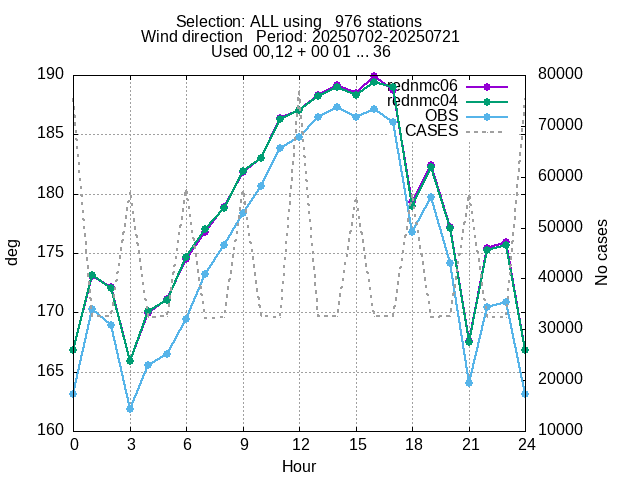 Selection: ALL using   976 stations
Wind direction   Period: 20250702-20250721
Used 00,12 + 00 01 ... 36
190
185
180
175
170
165
160
deg
80000
70000
60000
50000
40000
30000
20000
10000
No cases
rednmc06
rednmc04
OBS
CASES
0 3 6 9 12 15 18 21 24
Hour